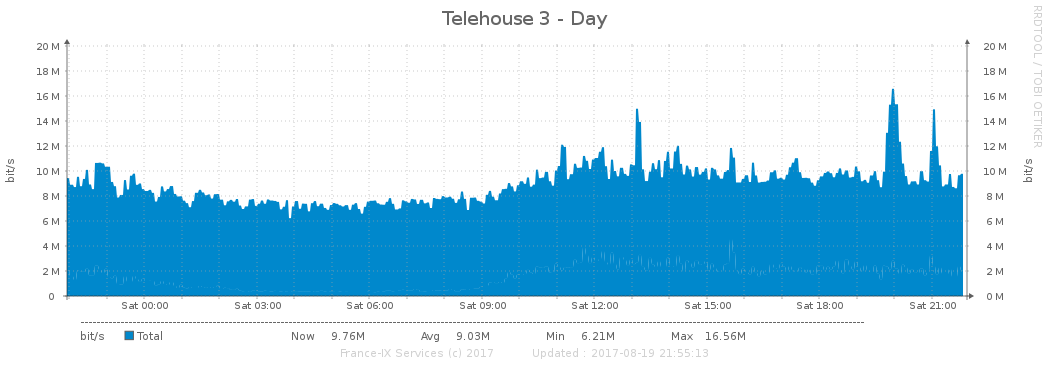 Telehouse 3 - Day
RRDTOOL / TOBI OETIKER
20 M 20 M
18 M 18 M
16 M 16 M
14 M 14 M
12 M 12 M
10 M 10 M
8 M 8 M
6 M 6 M
4 M 4 M
2 M 2 M
0 0 M
bit/s bit/s
Sat 00:00 Sat 03:00 Sat 06:00 Sat 09:00 Sat 12:00 Sat 15:00 Sat 18:00 Sat 21:00
bit/s Total Now 9.76M Avg 9.03M Min 6.21M Max 16.56M
France-IX Services (c) 2017 Updated : 2017-08-19 21:55:13